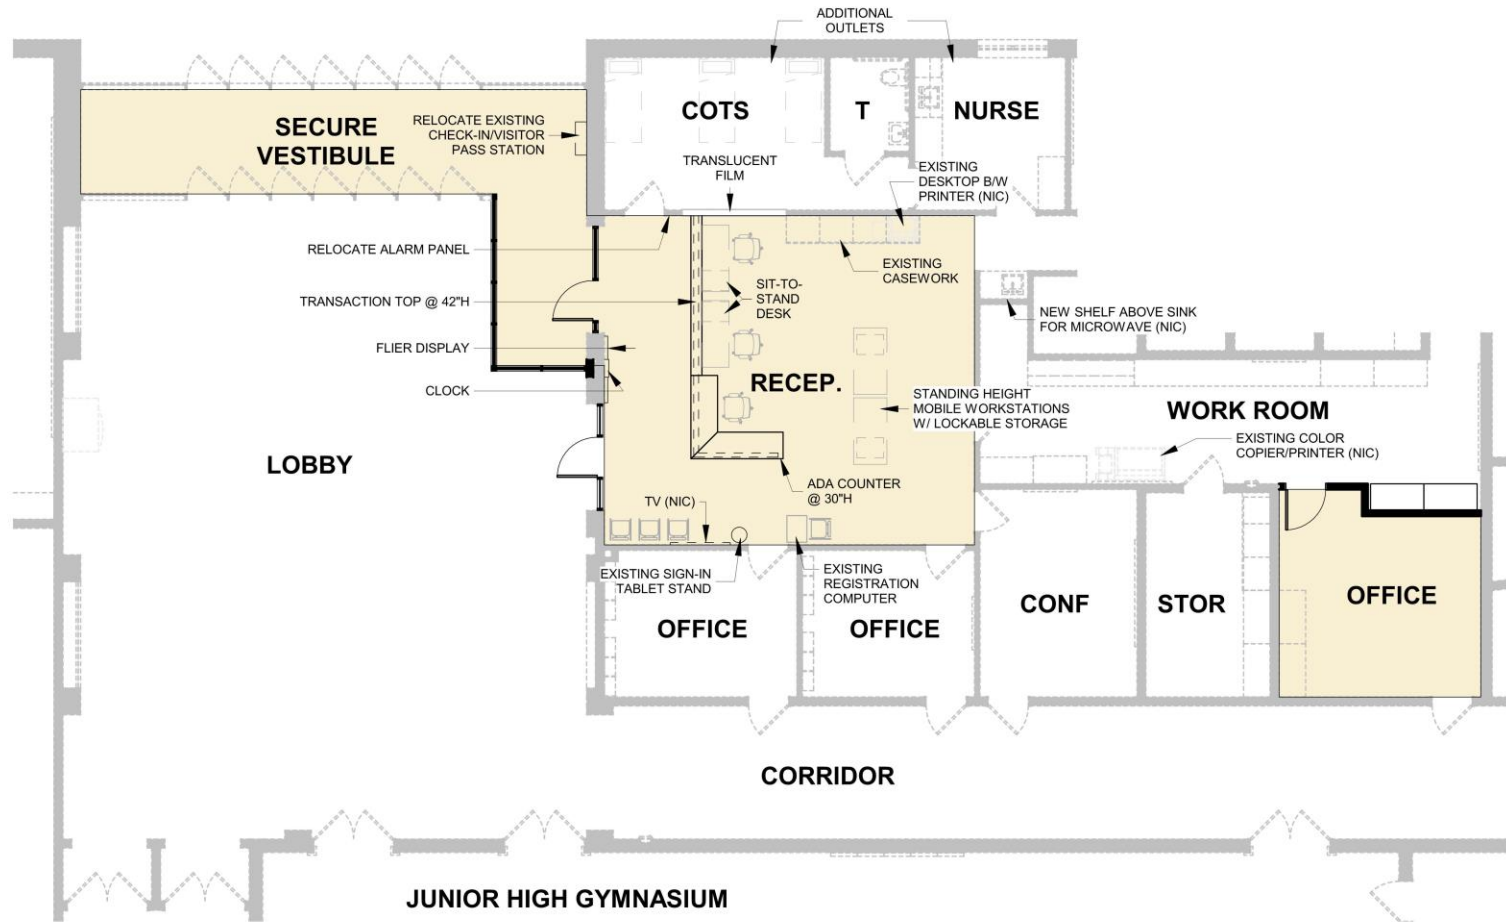 ADDITIONAL
OUTLETS
SECURE
VESTIBULE
RELOCATE EXISTING
CHECK-IN/VISITOR
PASS STATION
COTS
T
NURSE
TRANSLUCENT
FILM
EXISTING
DESKTOP B/W
PRINTER (NIC)
RELOCATE ALARM PANEL
EXISTING
CASEWORK
TRANSACTION TOP @ 42"H
SIT-TO-
STAND
DESK
NEW SHELF ABOVE SINK
FOR MICROWAVE (NIC)
FLIER DISPLAY
CLOCK
RECEP.
STANDING HEIGHT
MOBILE WORKSTATIONS
W/ LOCKABLE STORAGE
WORK ROOM
EXISTING COLOR
COPIER/PRINTER (NIC)
LOBBY
ADA COUNTER
@ 30"H
TV (NIC)
EXISTING SIGN-IN
TABLET STAND
EXISTING
REGISTRATION
COMPUTER
OFFICE
OFFICE
CONF
STOR
OFFICE
CORRIDOR
JUNIOR HIGH GYMNASIUM